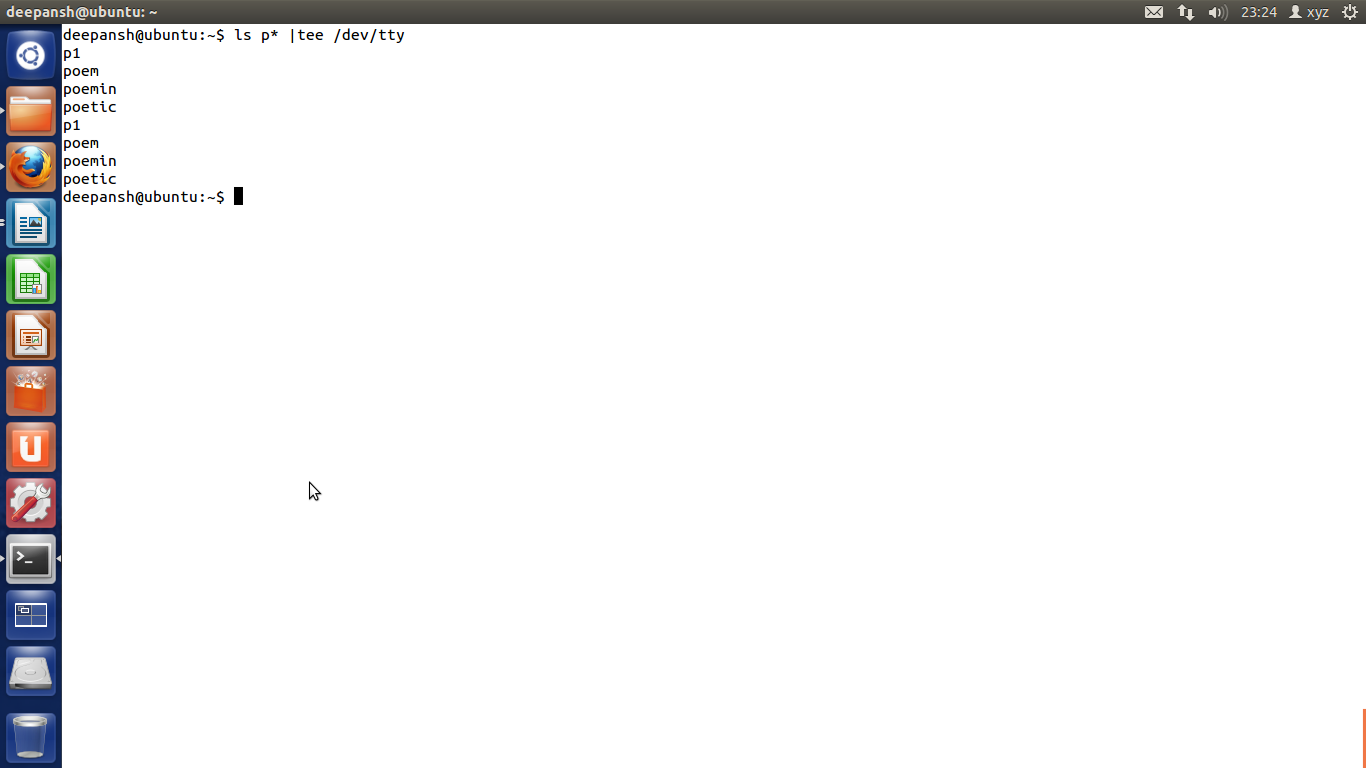 deepansh@ubuntu: ~
23:24
xyz
deepansh@ubuntu:~$ ls p* |tee /dev/tty
p1
poem
poemin
poetic
p1
poem
poemin
poetic
deepansh@ubuntu:~$